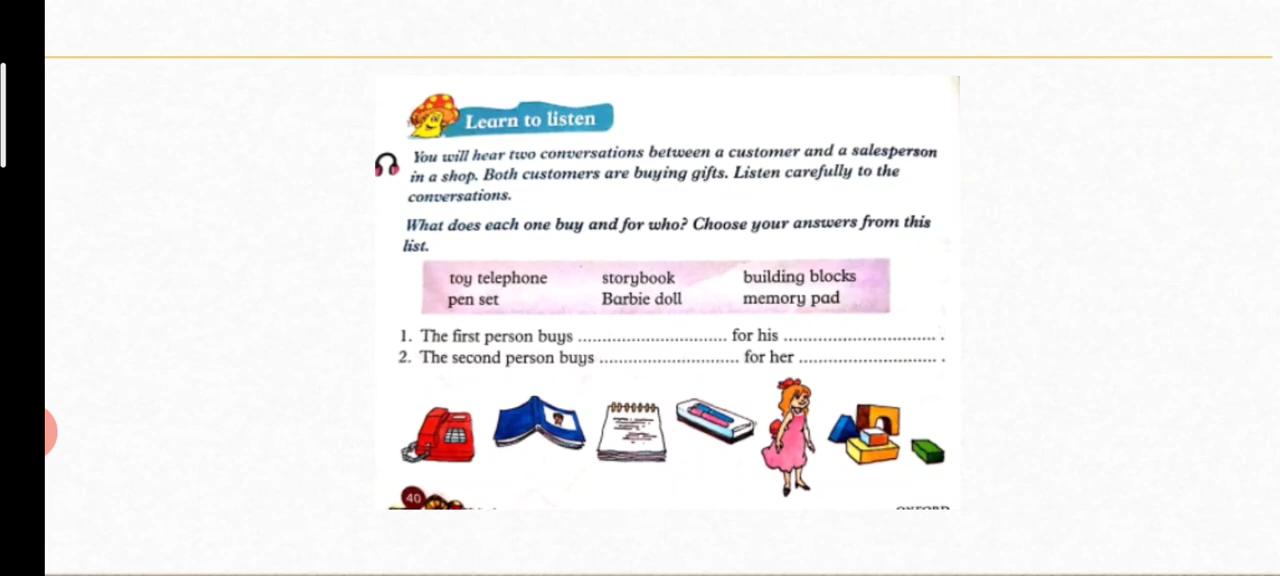 Learn to listen
You will hear two conversations between a customer and a salesperson
in a shop. Both customers are buying gifts. Listen carefully to the
conversations.
What does each one buy and for who? Choose your answers from this
list.
toy telephone storybook building blocks
pen set Barbie doll memory pad
1. The first person buys ............................ for his ............................. .
2. The second person buys .......................... for her .......................... .
40